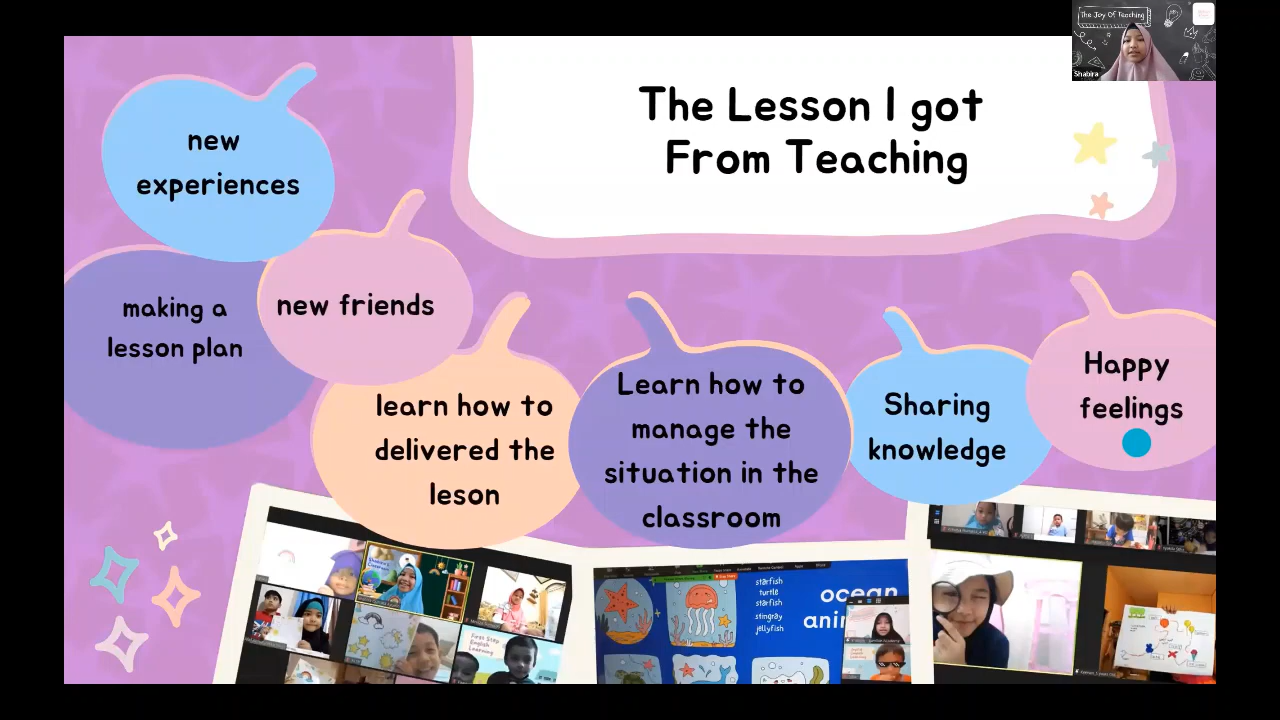 The Joy Of Teaching
Shabira
The Lesson I got
From Teaching
new
experiences
making a
lesson plan
new friends
learn how to
delivered the
leson
Learn how to
manage the
situation in the
classroom
Sharing
knowledge
Happy
feelings
First Step
English
Learning
starfish
turtle
starfish
stingray
jellyfish
ocean